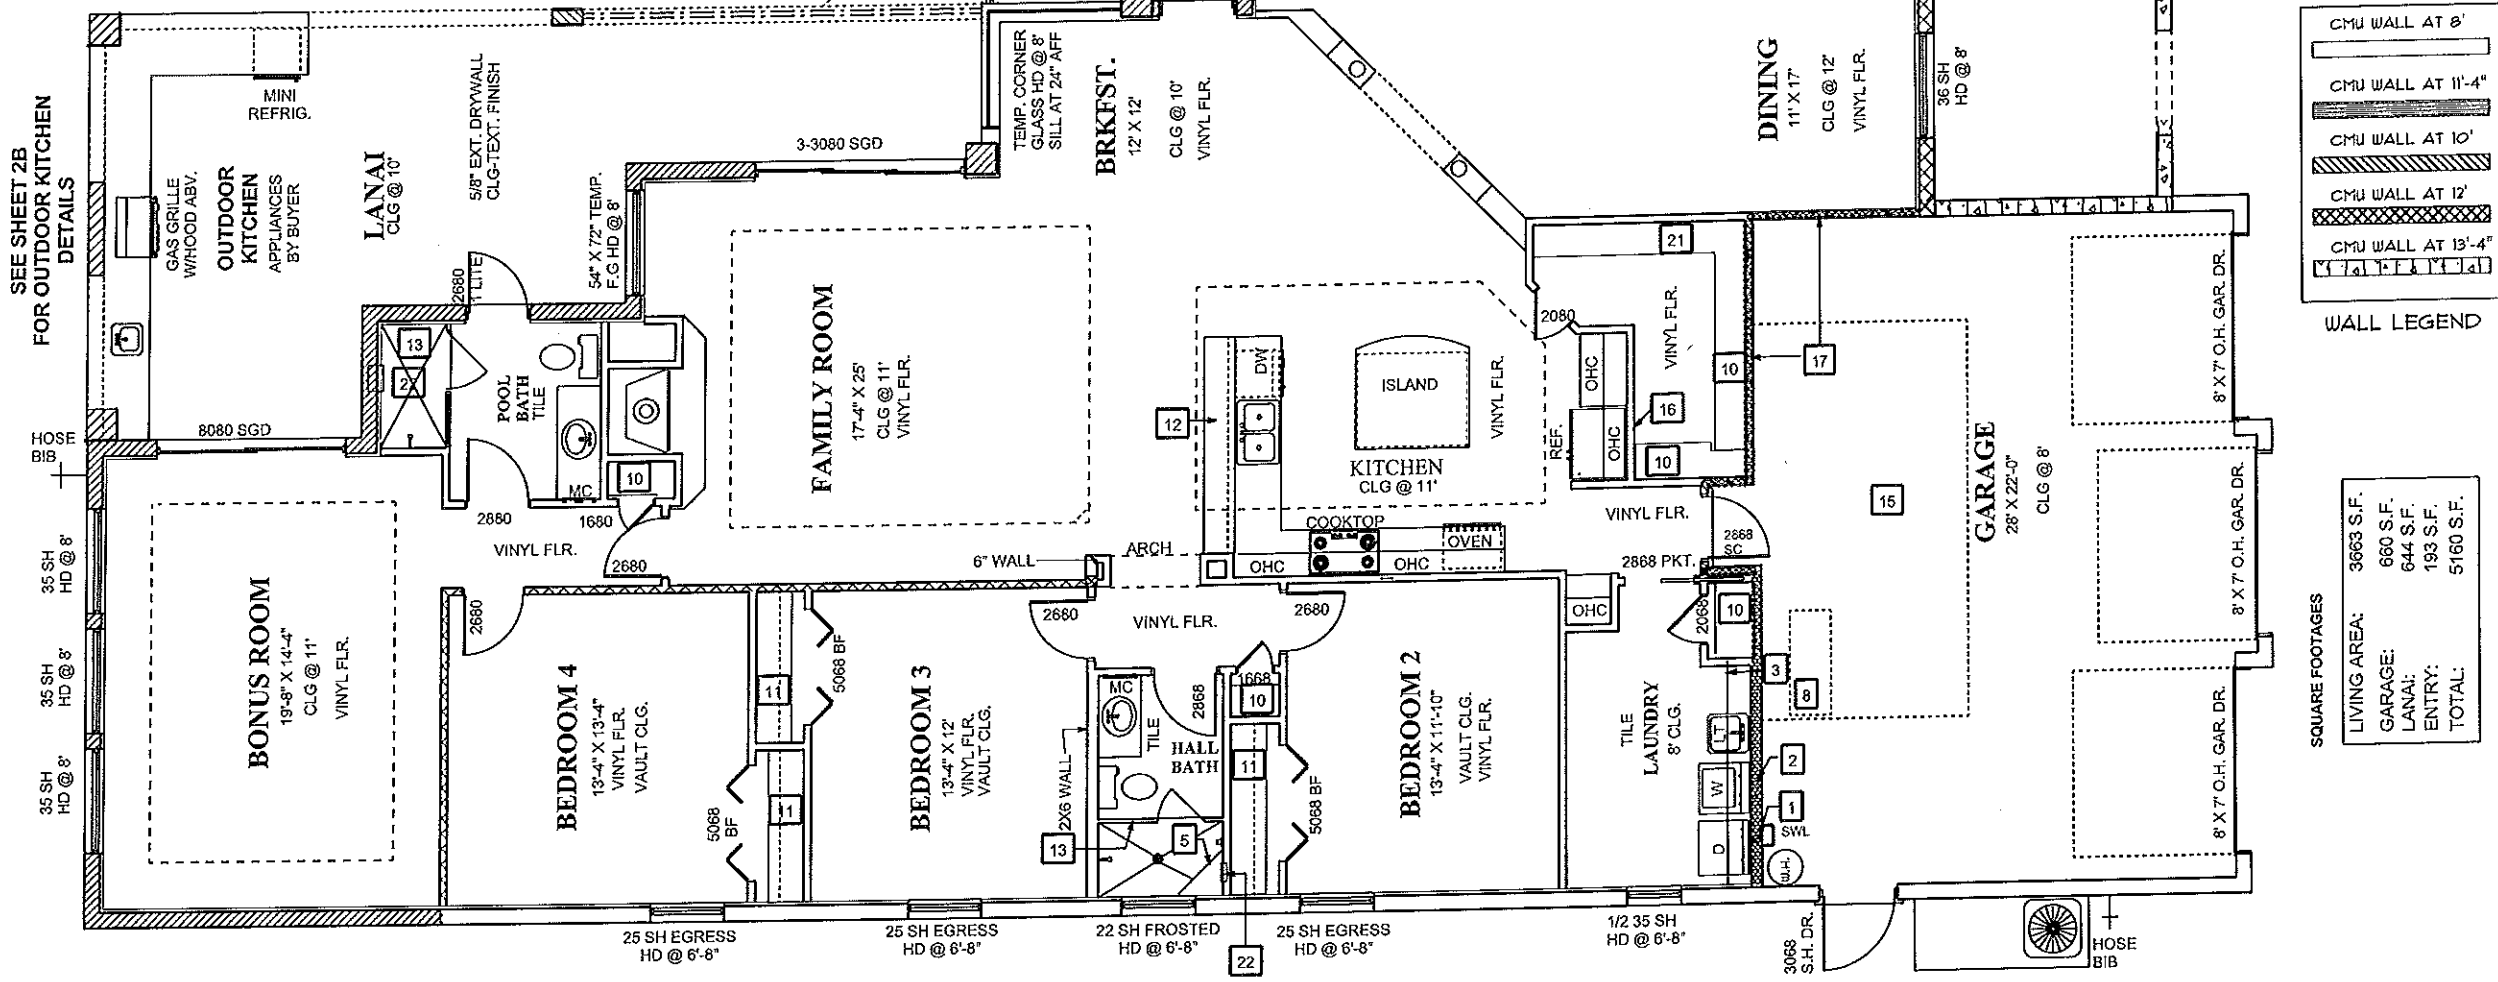 SEE SHEET 2B
FOR OUTDOOR KITCHEN
DETAILS
MINI
REFRIG.
GAS GRILLE
W/HOOD ABV.
OUTDOOR
KITCHEN
APPLIANCES
BY BUYER
LANAI
CLG @ 10'
5/8" EXT. DRYWALL
CLG-TEXT. FINISH
3-3080 SGD
54" X 72" TEMP.
F.G HD @ 8'
2680
1 LITE
TEMP. CORNER
GLASS HD @ 8'
SILL AT 24" AFF
BRKFST.
12' X 12'
CLG @ 10'
VINYL FLR.
DINING
11' X 17'
CLG @ 12'
VINYL FLR.
36 SH
HD @ 8'
CMU WALL AT 8'
CMU WALL AT 11'-4"
CMU WALL AT 10'
CMU WALL AT 12'
CMU WALL AT 13'-4"
WALL LEGEND
HOSE
BIB
8080 SGD
13
22
POOL
BATH
TILE
MC
10
2880
1680
VINYL FLR.
2680
FAMILY ROOM
17'-4" X 25'
CLG @ 11'
VINYL FLR.
6" WALL
ARCH
12
DW
ISLAND
VINYL FLR.
KITCHEN
CLG @ 11'
COOKTOP
OVEN
OHC
OHC
REF.
OHC
OHC
2080
21
VINYL FLR.
10
16
10
17
VINYL FLR.
2868
SC
2868 PKT.
15
GARAGE
28' X 22'-0"
CLG @ 8'
8' X 7' O.H. GAR. DR.
8' X 7' O.H. GAR. DR.
8' X 7' O.H. GAR. DR.
35 SH
HD @ 8'
35 SH
HD @ 8'
35 SH
HD @ 8'
BONUS ROOM
19'-8" X 14'-4"
CLG @ 11'
VINYL FLR.
2680
BEDROOM 4
13'-4" X 13'-4"
VINYL FLR.
VAULT CLG.
11
5068 BF
5068
BF
11
BEDROOM 3
13'-4" X 12'
VINYL FLR.
VAULT CLG.
2680
VINYL FLR.
2680
2X6 WALL
MC
TILE
2868
HALL
BATH
1668
10
11
13
5
5068 BF
BEDROOM 2
13'-4" X 11'-10"
VAULT CLG.
VINYL FLR.
OHC
2068
10
TILE
LAUNDRY
8' CLG.
LT
W
D
3
8
2
1
SWL
W.H.
25 SH EGRESS
HD @ 6'-8"
25 SH EGRESS
HD @ 6'-8"
22 SH FROSTED
HD @ 6'-8"
22
25 SH EGRESS
HD @ 6'-8"
1/2 35 SH
HD @ 6'-8"
3068
S.H. DR.
HOSE
BIB
SQUARE FOOTAGES
LIVING AREA: 3663 S.F.
GARAGE: 660 S.F.
LANAI: 644 S.F.
ENTRY: 193 S.F.
TOTAL: 5160 S.F.